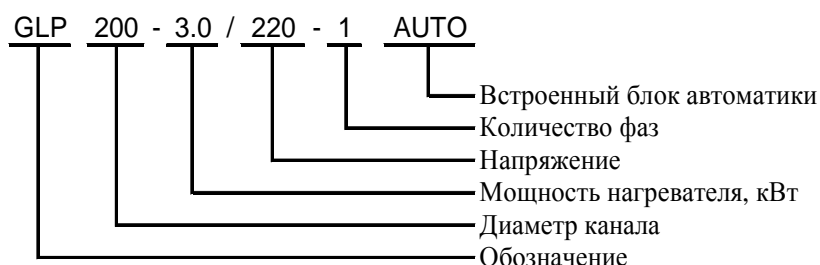 GLP 200 - 3.0 / 220 - 1 AUTO
Встроенный блок автоматики
Количество фаз
Напряжение
Мощность нагревателя, кВт
Диаметр канала
Обозначение